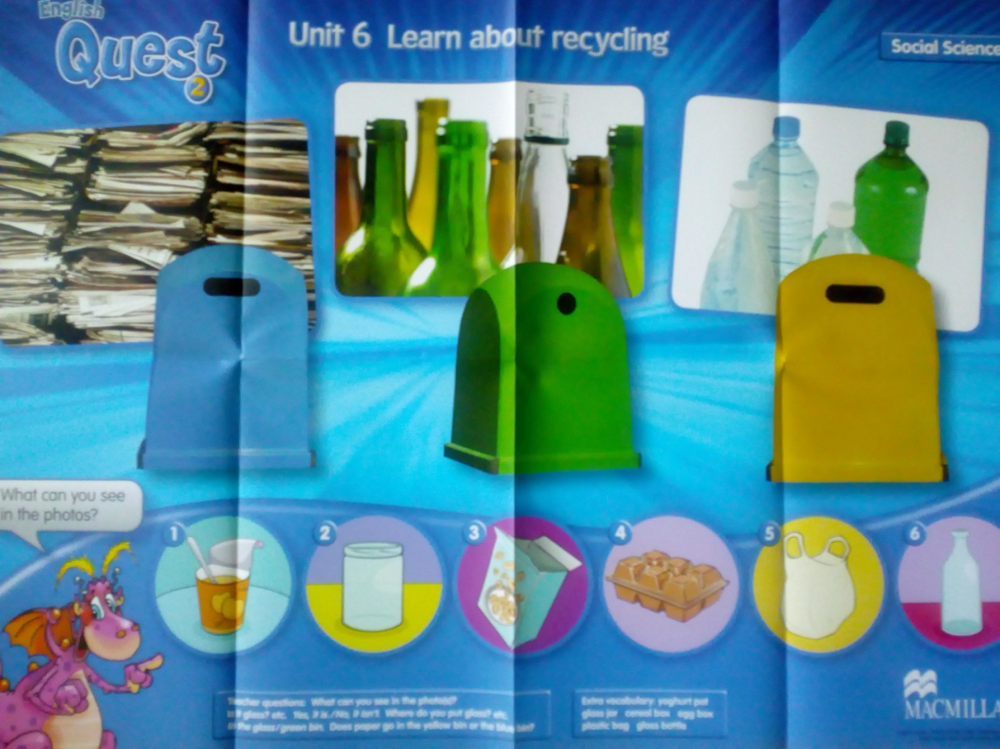 English
Quest
2
Unit 6 Learn about recycling
Social Science
What can you see
in the photos?
1
2
3
4
5
6
Teacher questions: What can you see in the photo(s)?
glass? etc. Yes, it is./No, it isn't. Where do you put glass? etc.
the glass/green bin. Does paper go in the yellow bin or the blue bin?
Extra vocabulary: yoghurt pot
glass jar cereal box egg box
plastic bag glass bottle
MACMILLA